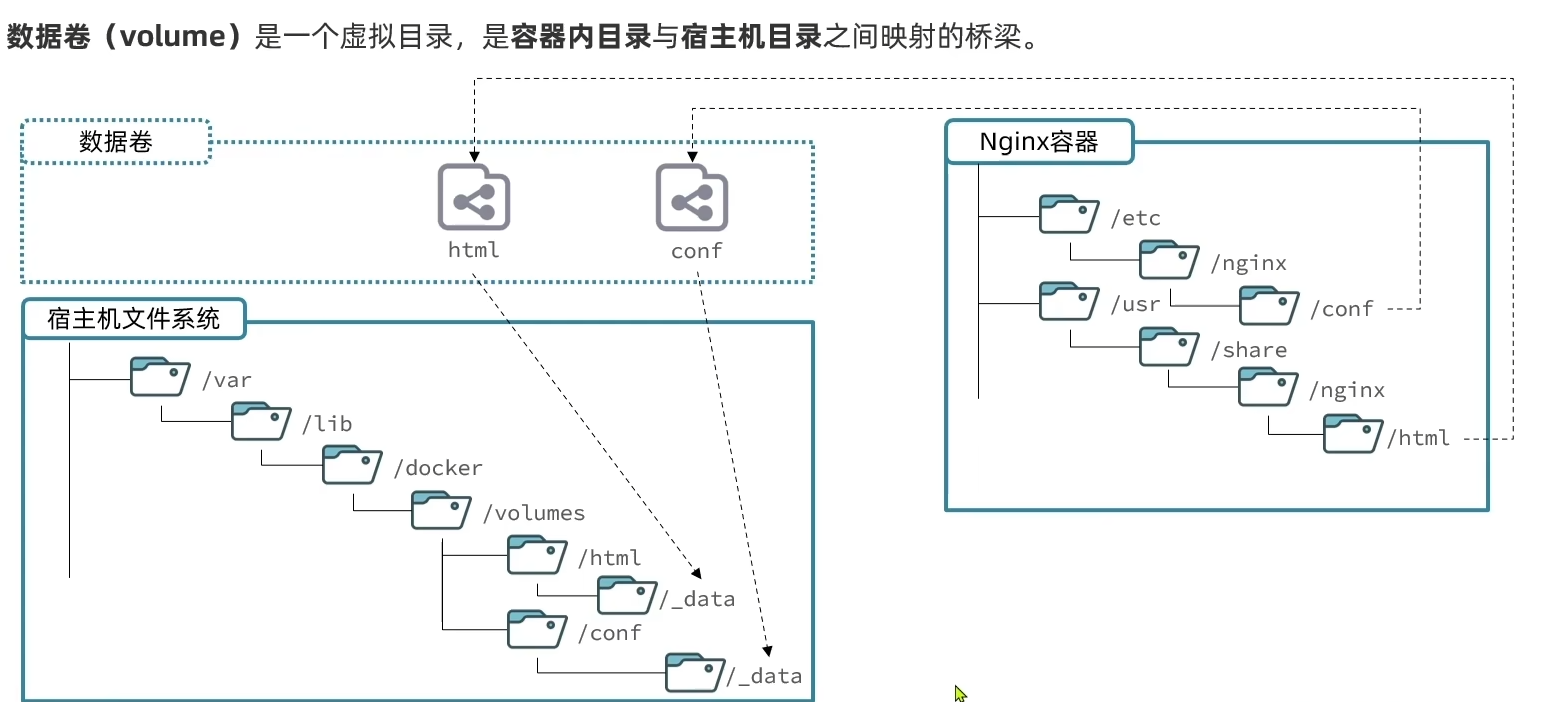 数据卷（volume）是一个虚拟目录，是容器内目录与宿主机目录之间映射的桥梁。
数据卷
html
conf
宿主机文件系统
/var
/lib
/docker
/volumes
/html
/_data
/conf
/_data
Nginx容器
/etc
/nginx
/conf
/usr
/share
/nginx
/html